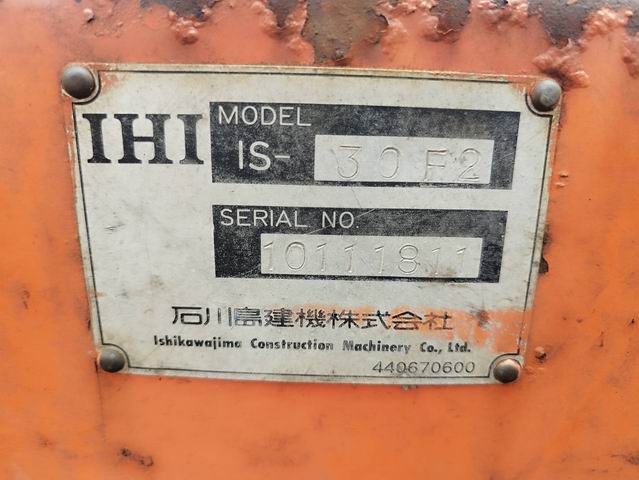 IHI
MODEL
IS- 30F2
SERIAL NO.
10111811
石川島建機株式会社
Ishikawajima Construction Machinery Co., Ltd.
440670600